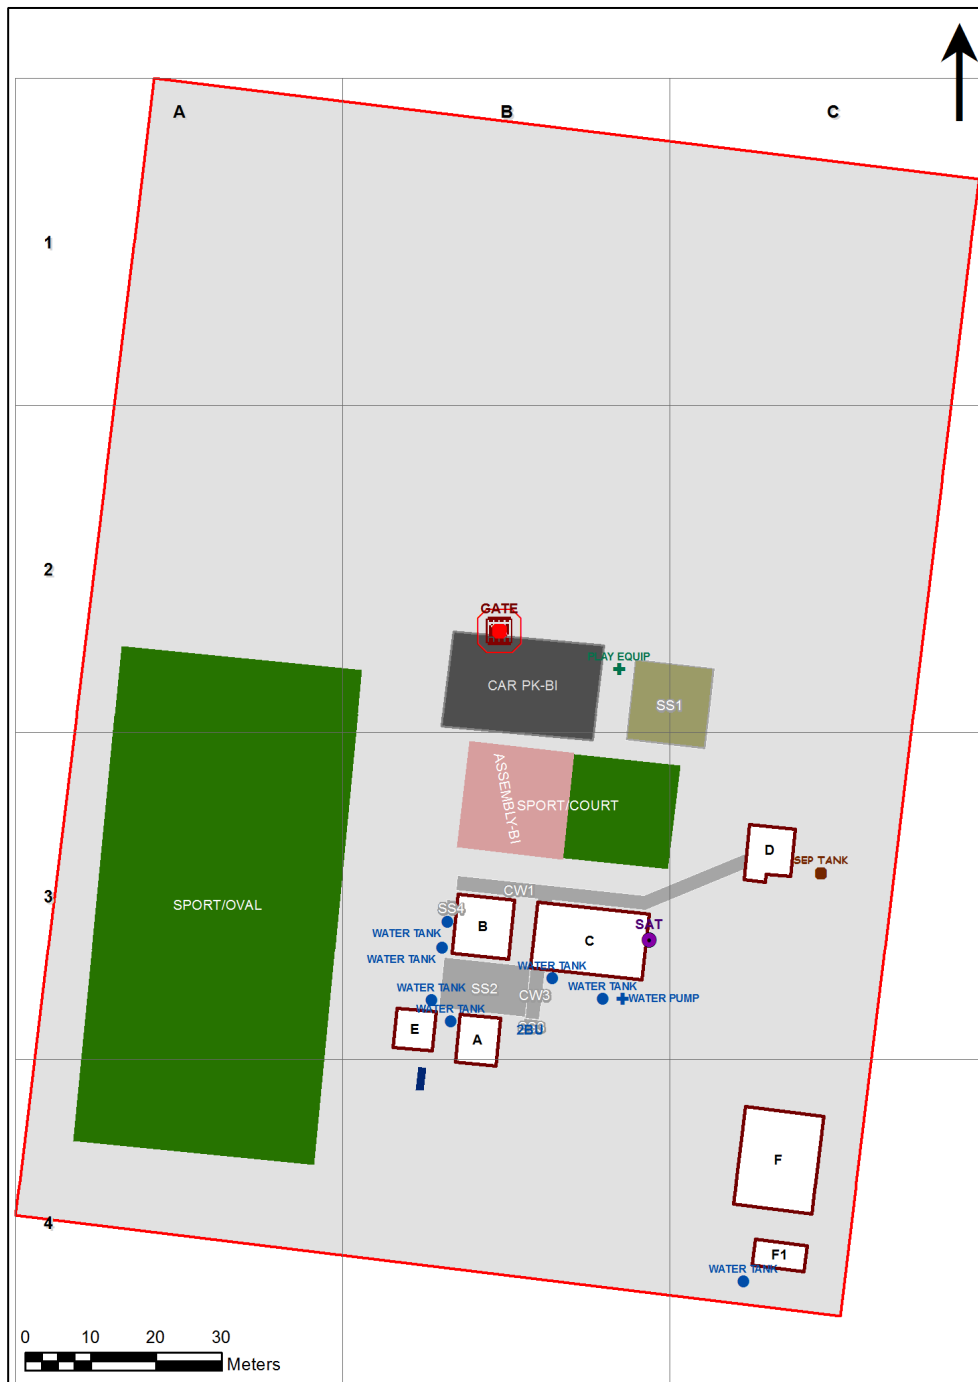 A
B
C
1
2
GATE
PLAY EQUIP
CAR PK-BI
SS1
ASSEMBLY-BI
SPORT/COURT
D
SEP TANK
3
CW1
SPORT/OVAL
SS4
B
SAT
WATER TANK
C
WATER TANK
WATER TANK
SS2
CW3
WATER TANK
WATER TANK
WATER PUMP
WATER TANK
E
A
F
4
F1
WATER TANK
0 10 20 30
Meters